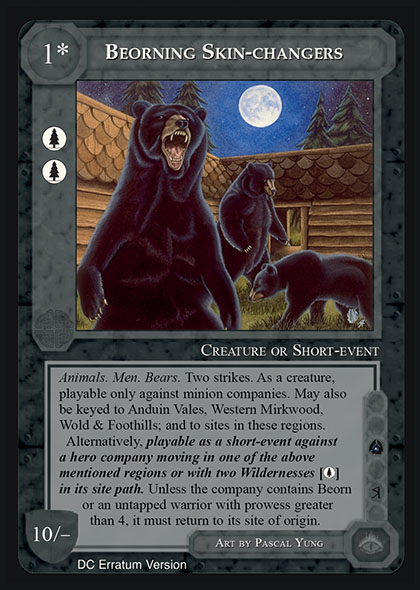 1*
Beorning Skin-changers
Creature or Short-event
Animals. Men. Bears. Two strikes. As a creature,
playable only against minion companies. May also
be keyed to Anduin Vales, Western Mirkwood,
Wold & Foothills; and to sites in these regions.
Alternatively, playable as a short-event against
a hero company moving in one of the above
mentioned regions or with two Wildernesses [ ]
in its site path. Unless the company contains Beorn
or an untapped warrior with prowess greater
than 4, it must return to its site of origin.
10/–
Art by Pascal Yung
DC Erratum Version